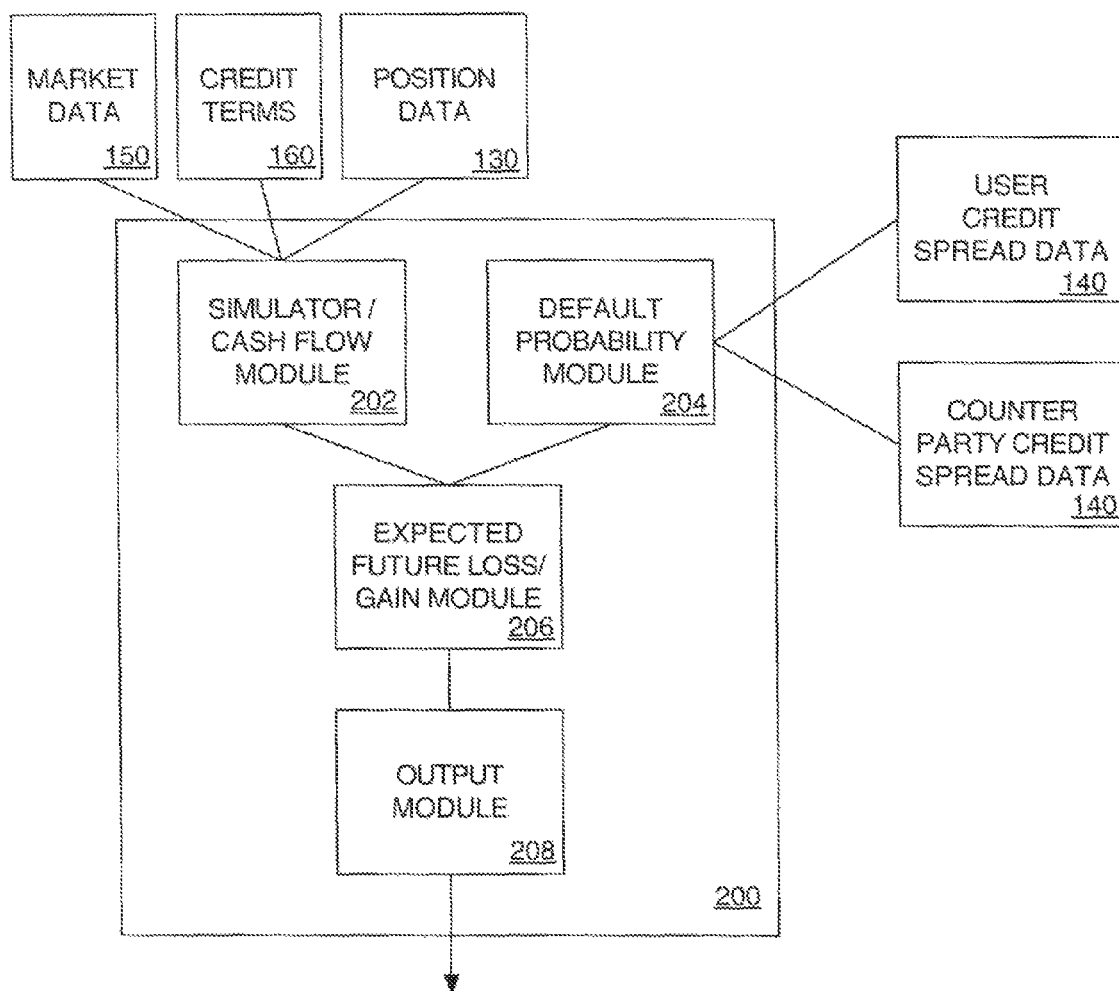 MARKET
DATA
150
CREDIT
TERMS
160
POSITION
DATA
130
USER
CREDIT
SPREAD DATA
140
SIMULATOR /
CASH FLOW
MODULE
202
DEFAULT
PROBABILITY
MODULE
204
COUNTER
PARTY CREDIT
SPREAD DATA
140
EXPECTED
FUTURE LOSS/
GAIN MODULE
206
OUTPUT
MODULE
208
200